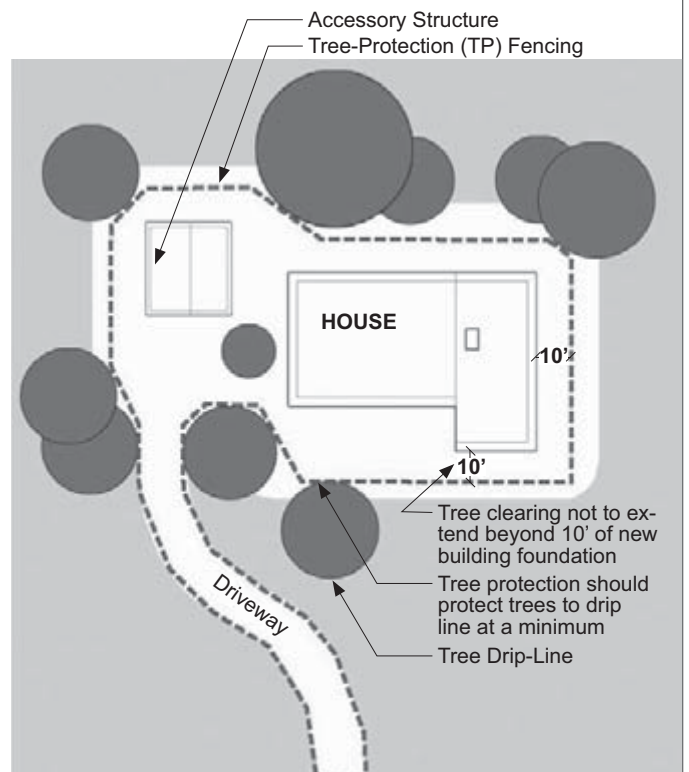 Accessory Structure
Tree-Protection (TP) Fencing
HOUSE
10'
10'
Tree clearing not to ex-
tend beyond 10' of new
building foundation
Tree protection should
protect trees to drip
line at a minimum
Tree Drip-Line
Driveway